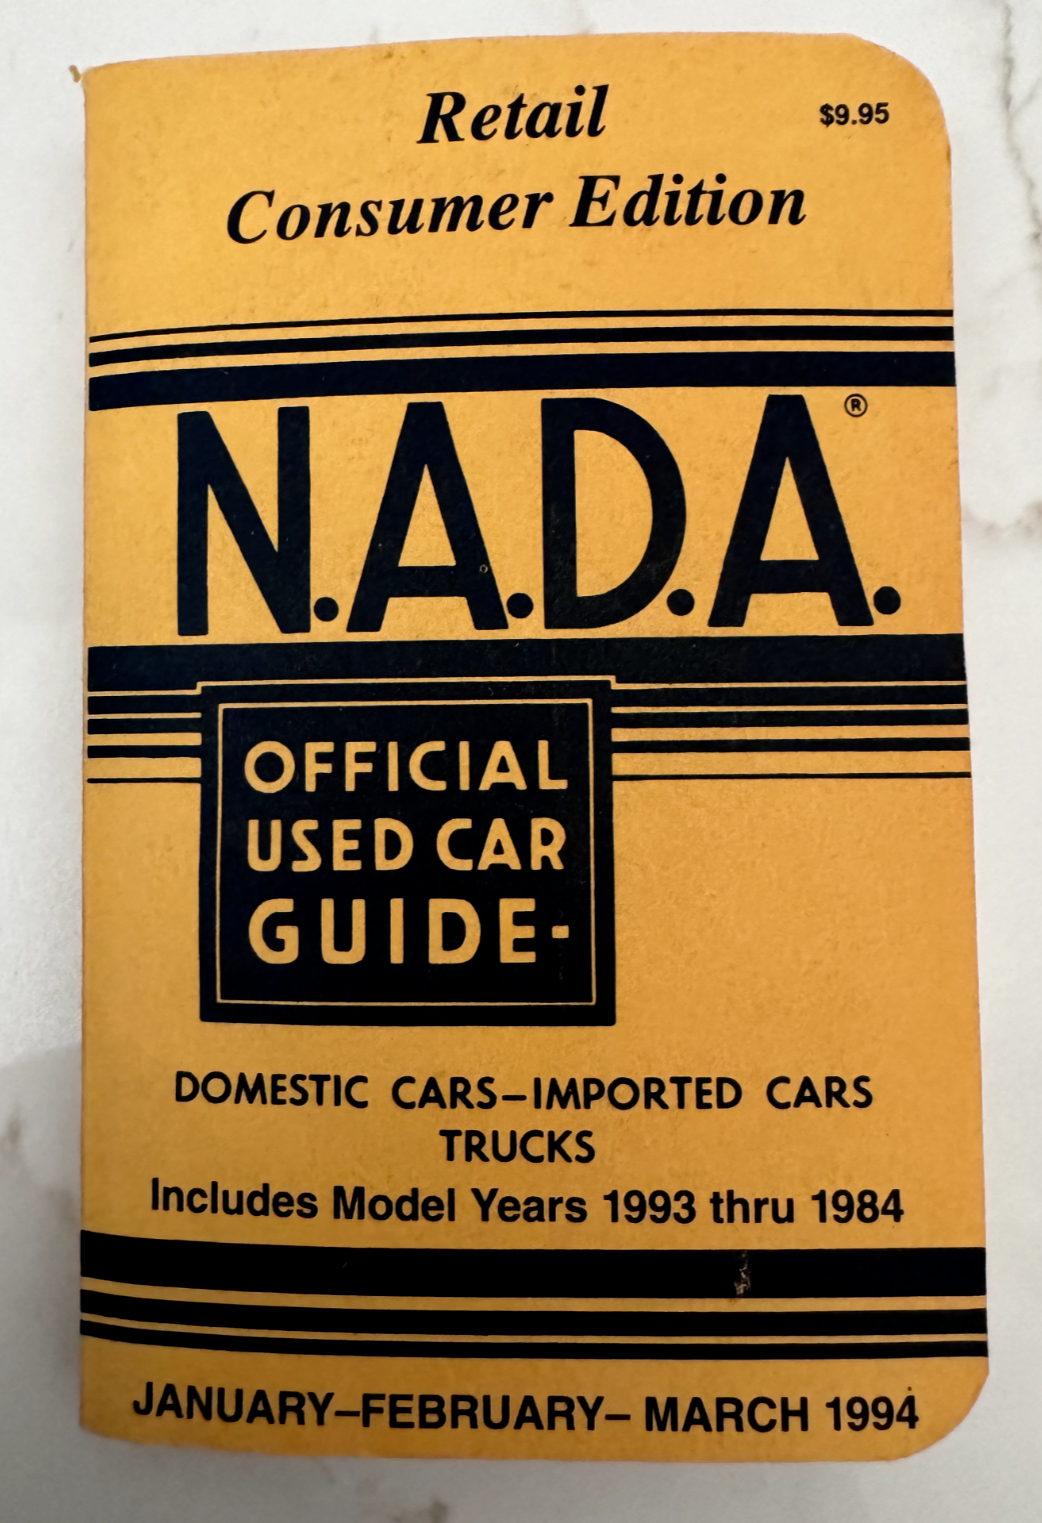 Retail
$9.95
Consumer Edition
N.A.D.A.®
OFFICIAL
USED CAR
GUIDE-
DOMESTIC CARS–IMPORTED CARS
TRUCKS
Includes Model Years 1993 thru 1984
JANUARY–FEBRUARY– MARCH 1994